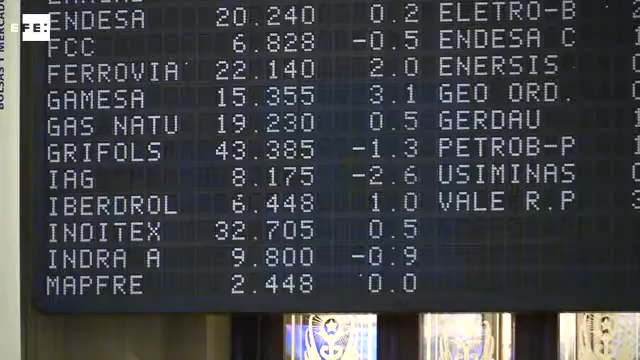 EFE:
BOLSAS Y MERCADO
ENDESA 20.240 0.2 ELETRO-B
FCC 6.828 -0.5 ENDESA C
FERROVIA 22.140 2.0 ENERSIS
GAMESA 15.355 3.1 GEO ORD.
GAS NATU 19.230 0.5 GERDAU
GRIFOLS 43.385 -1.3 PETROB-P
IAG 8.175 -2.6 USIMINAS
IBERDROL 6.448 1.0 VALE R.P
INDITEX 32.705 0.5
INDRA A 9.800 -0.9
MAPFRE 2.448 0.0